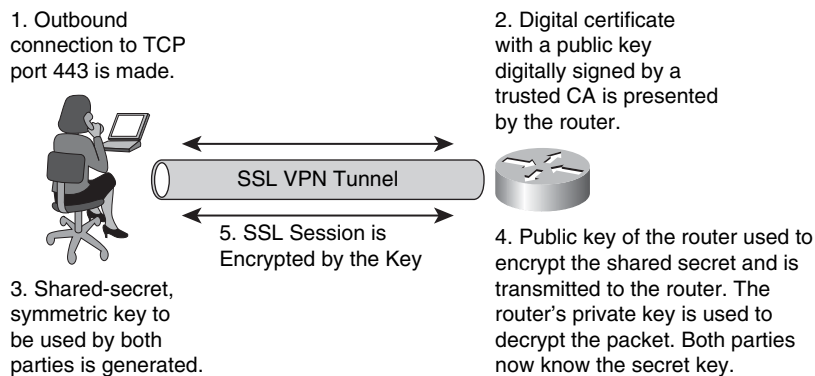 1. Outbound
connection to TCP
port 443 is made.
2. Digital certificate
with a public key
digitally signed by a
trusted CA is presented
by the router.
SSL VPN Tunnel
5. SSL Session is
Encrypted by the Key
3. Shared-secret,
symmetric key to
be used by both
parties is generated.
4. Public key of the router used to
encrypt the shared secret and is
transmitted to the router. The
router's private key is used to
decrypt the packet. Both parties
now know the secret key.